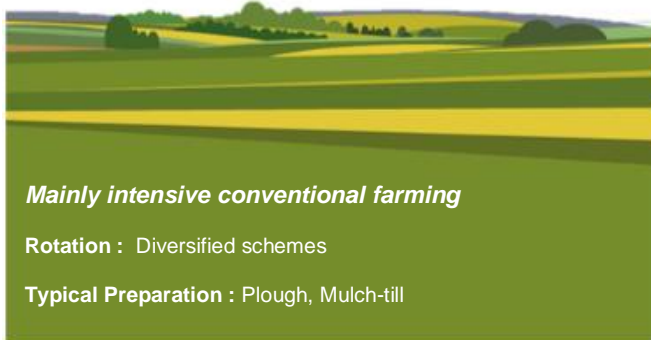 Mainly intensive conventional farming
Rotation : Diversified schemes
Typical Preparation : Plough, Mulch-till